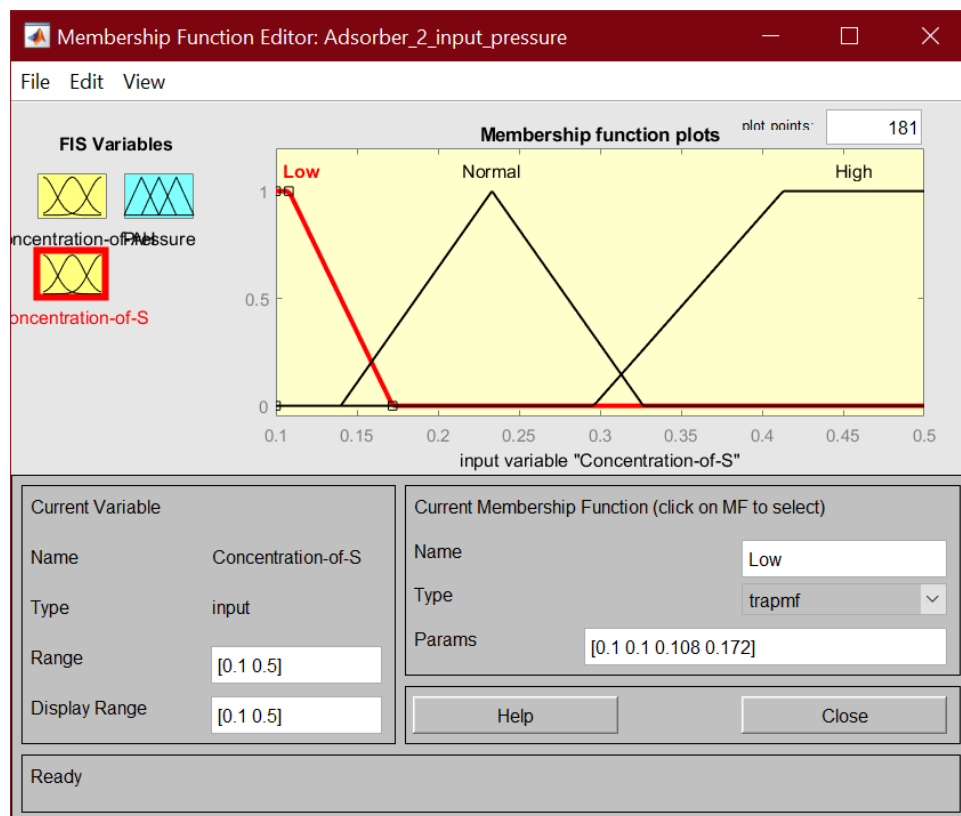 Membership Function Editor: Adsorber_2_input_pressure
File Edit View
FIS Variables
Membership function plots
plot points:
181
oncentration-of-PAH
Pressure
oncentration-of-S
Low
Normal
High
1
0.5
0
0.1 0.15 0.2 0.25 0.3 0.35 0.4 0.45 0.5
input variable "Concentration-of-S"
Current Variable
Name Concentration-of-S
Type input
Range [0.1 0.5]
Display Range [0.1 0.5]
Current Membership Function (click on MF to select)
Name Low
Type trapmf
Params [0.1 0.1 0.108 0.172]
Help Close
Ready